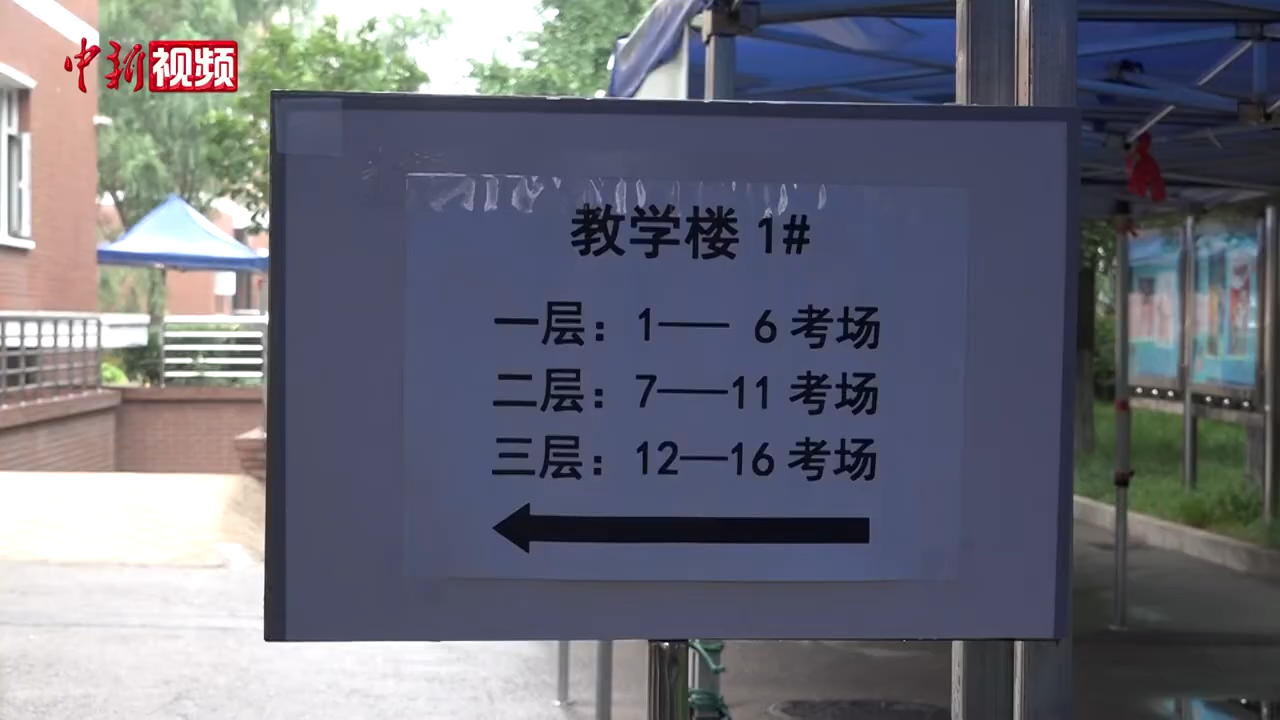 中新视频
教学楼 1#
一层：1—— 6 考场
二层：7——11 考场
三层：12—16 考场